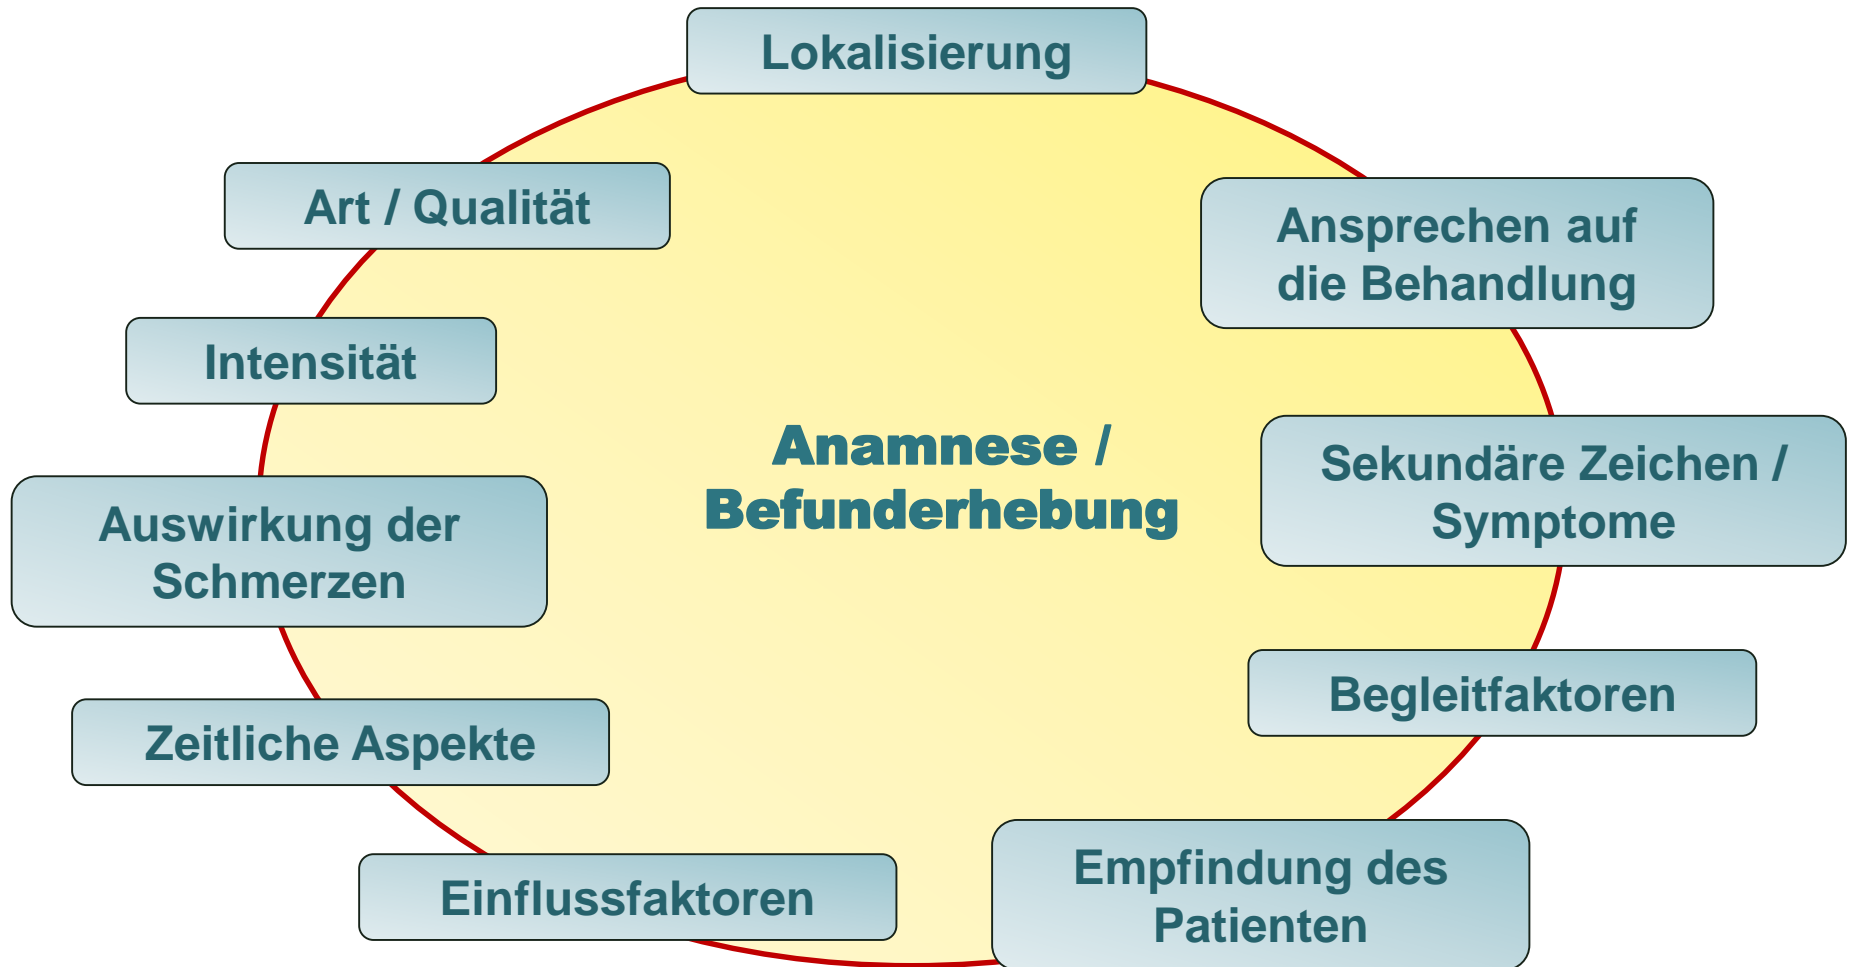 Lokalisierung
Art / Qualität
Ansprechen auf
die Behandlung
Intensität
Anamnese /
Befunderhebung
Sekundäre Zeichen /
Symptome
Auswirkung der
Schmerzen
Begleitfaktoren
Zeitliche Aspekte
Einflussfaktoren
Empfindung des
Patienten